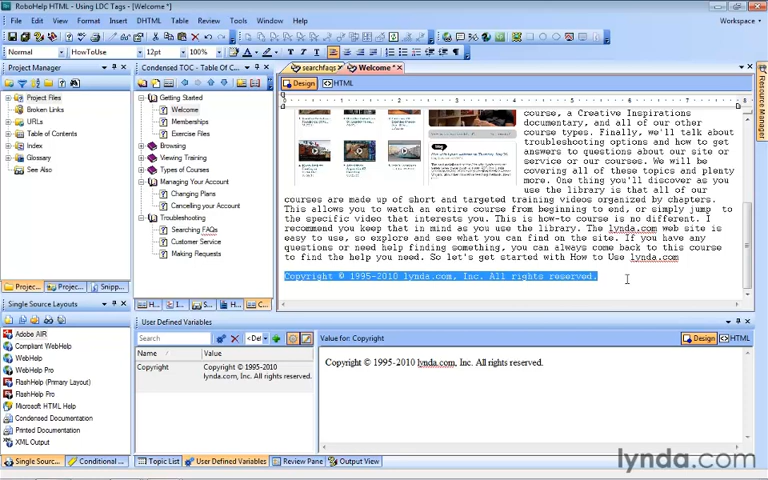 RoboHelp HTML - Using LDC Tags - [Welcome *]
File Edit View Format Insert DHTML Table Review Tools Window Help
Workspace
Normal HowToUse 12pt 100%
Project Manager
Project Files
Broken Links
URLs
Table of Contents
Index
Glossary
See Also
Projec... Projec... Snipp...
Condensed TOC - Table Of C...
Getting Started
Welcome
Memberships
Exercise Files
Browsing
Viewing Training
Types of Courses
Managing Your Account
Changing Plans
Cancelling your Account
Troubleshooting
Searching FAQs
Customer Service
Making Requests
H... I... S... H... C...
searchfaqs Welcome *
Design HTML
course, a Creative Inspirations
documentary, and all of our other
course types. Finally, we'll talk about
troubleshooting options and how to get
answers to questions about our site or
service or our courses. We will be
covering all of these topics and plenty
more. One thing you'll discover as you
use the library is that all of our
courses are made up of short and targeted training videos organized by chapters.
This allows you to watch an entire course from beginning to end, or simply jump to
the specific video that interests you. This is how-to course is no different. I
recommend you keep that in mind as you use the library. The lynda.com web site is
easy to use, so explore and see what you can find on the site. If you have any
questions or need help finding something, you can always come back to this course
to find the help you need. So let's get started with How to Use lynda.com
Copyright © 1995-2010 lynda.com, Inc. All rights reserved.
Resource Manager
Single Source Layouts
Adobe AIR
Compliant WebHelp
WebHelp
WebHelp Pro
FlashHelp (Primary Layout)
FlashHelp Pro
Microsoft HTML Help
Condensed Documentation
Printed Documentation
XML Output
Single Sourc... Conditional ...
User Defined Variables
Search <Del
Name Value
Copyright Copyright © 1995-2010
lynda.com, Inc. All rights reserved.
Value for: Copyright
Design HTML
Copyright © 1995-2010 lynda.com, Inc. All rights reserved.
Topic List User Defined Variables Review Pane Output View
lynda.com